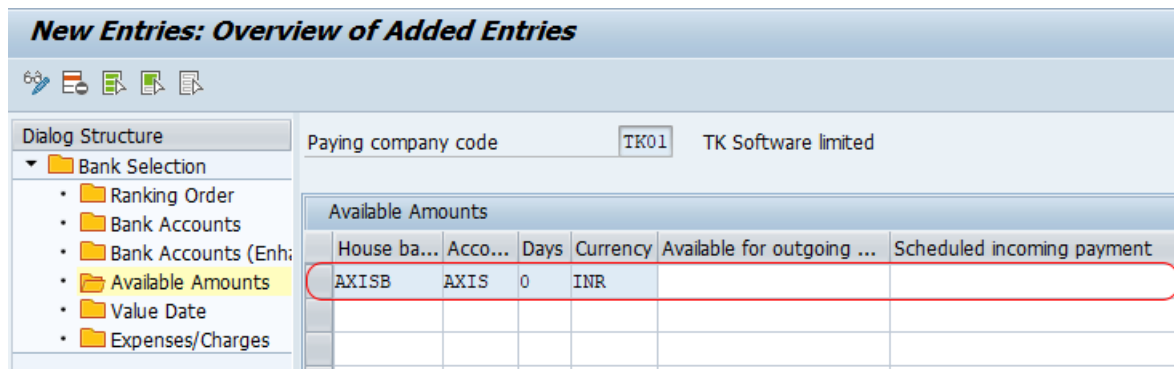 New Entries: Overview of Added Entries
Dialog Structure
Bank Selection
Ranking Order
Bank Accounts
Bank Accounts (Enh
Available Amounts
Value Date
Expenses/Charges
Paying company code TK01 TK Software limited
Available Amounts
House ba... Acco... Days Currency Available for outgoing ... Scheduled incoming payment
AXISB AXIS 0 INR